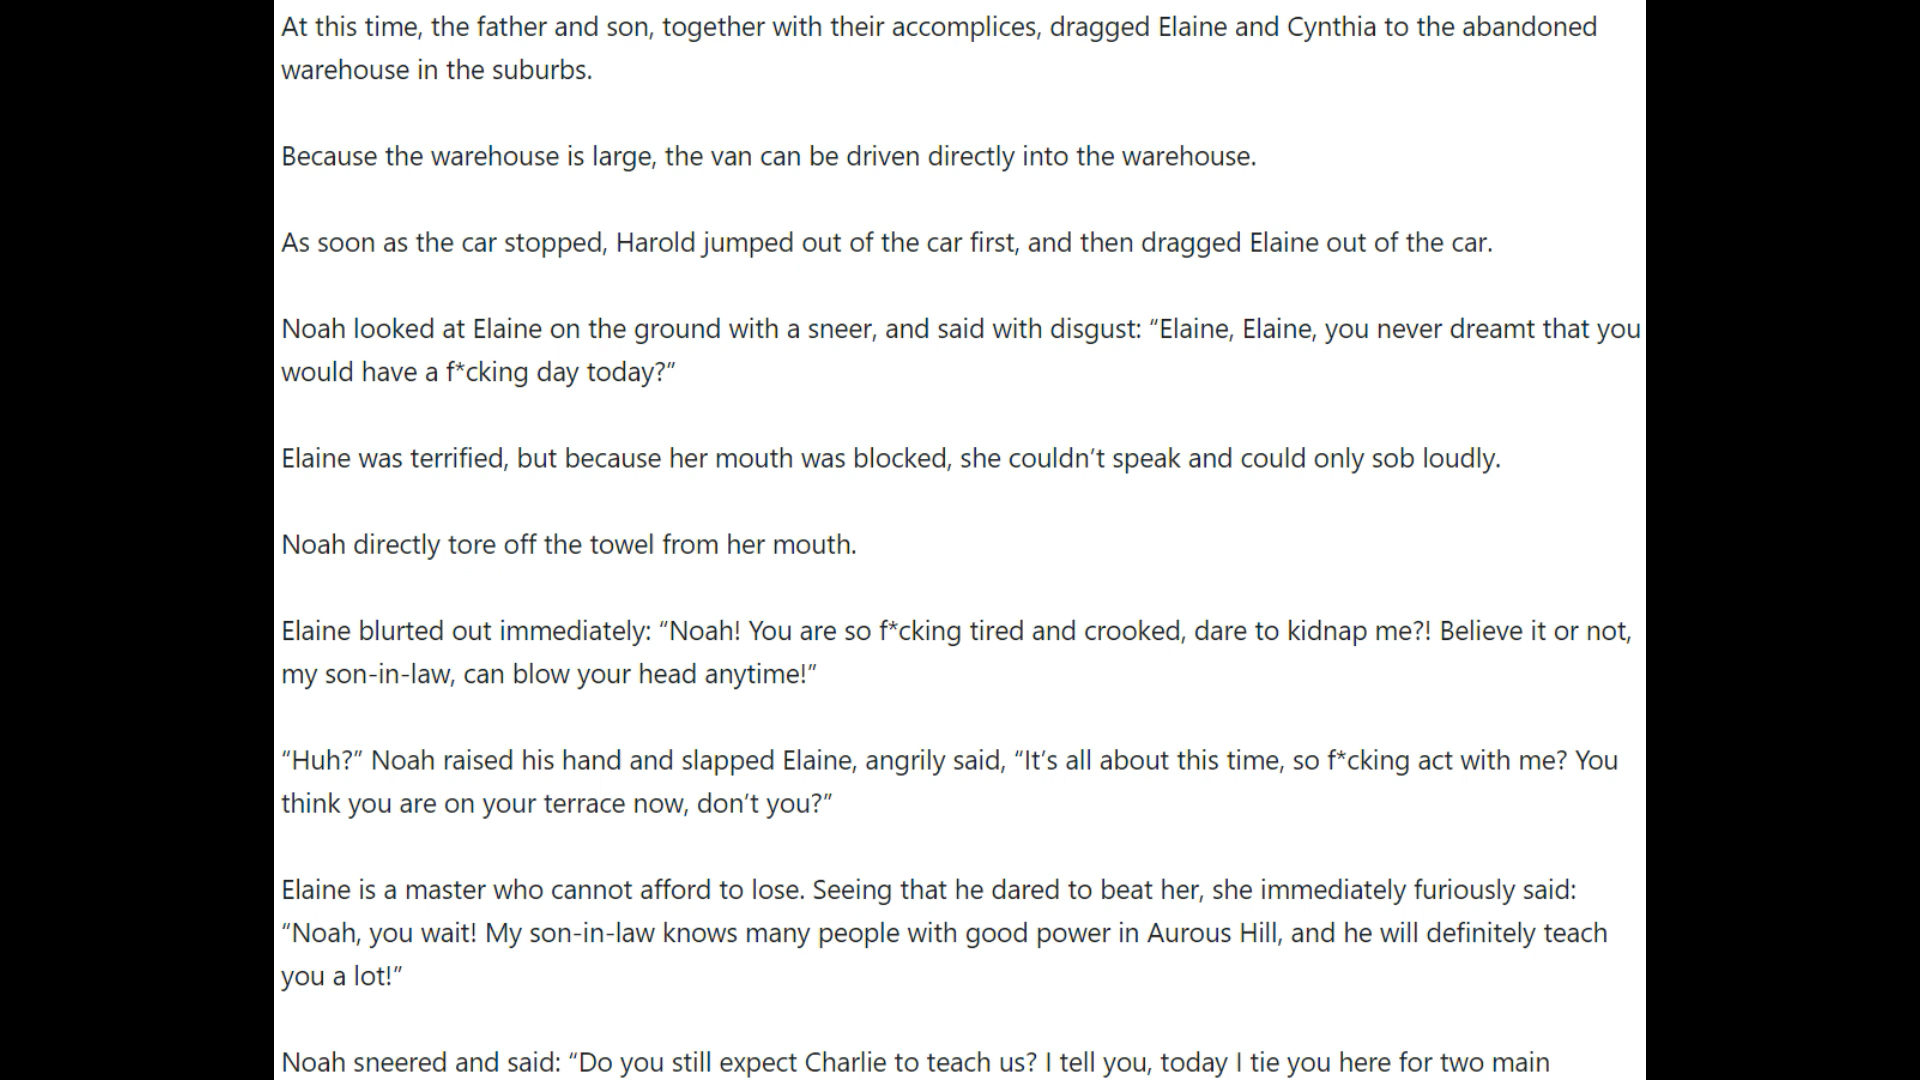 At this time, the father and son, together with their accomplices, dragged Elaine and Cynthia to the abandoned
warehouse in the suburbs.
Because the warehouse is large, the van can be driven directly into the warehouse.
As soon as the car stopped, Harold jumped out of the car first, and then dragged Elaine out of the car.
Noah looked at Elaine on the ground with a sneer, and said with disgust: “Elaine, Elaine, you never dreamt that you
would have a f*cking day today?”
Elaine was terrified, but because her mouth was blocked, she couldn’t speak and could only sob loudly.
Noah directly tore off the towel from her mouth.
Elaine blurted out immediately: “Noah! You are so f*cking tired and crooked, dare to kidnap me?! Believe it or not,
my son-in-law, can blow your head anytime!”
“Huh?” Noah raised his hand and slapped Elaine, angrily said, “It’s all about this time, so f*cking act with me? You
think you are on your terrace now, don’t you?”
Elaine is a master who cannot afford to lose. Seeing that he dared to beat her, she immediately furiously said:
“Noah, you wait! My son-in-law knows many people with good power in Aurous Hill, and he will definitely teach
you a lot!”
Noah sneered and said: “Do you still expect Charlie to teach us? I tell you, today I tie you here for two main